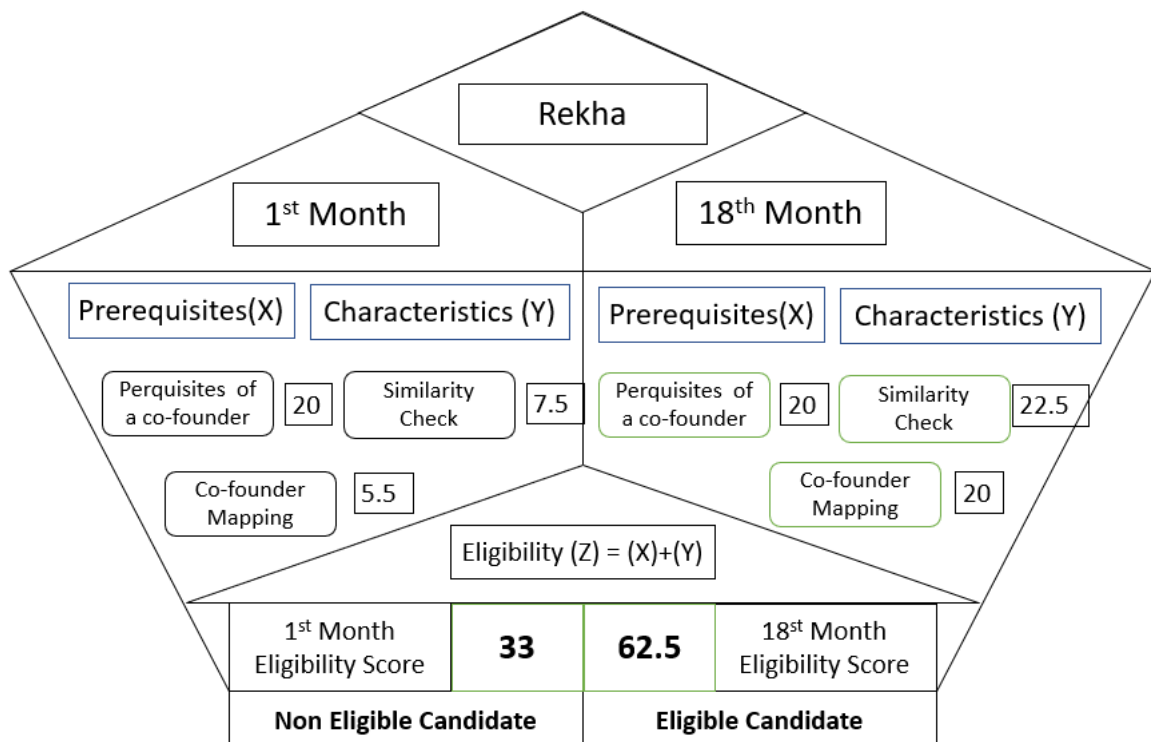 Rekha
1st Month
18th Month
Prerequisites(X)
Characteristics (Y)
Prerequisites(X)
Characteristics (Y)
Perquisites of
a co-founder
20
Similarity
Check
7.5
Perquisites of
a co-founder
20
Similarity
Check
22.5
Co-founder
Mapping
5.5
Co-founder
Mapping
20
Eligibility (Z) = (X)+(Y)
1st Month
Eligibility Score
33
62.5
18st Month
Eligibility Score
Non Eligible Candidate
Eligible Candidate